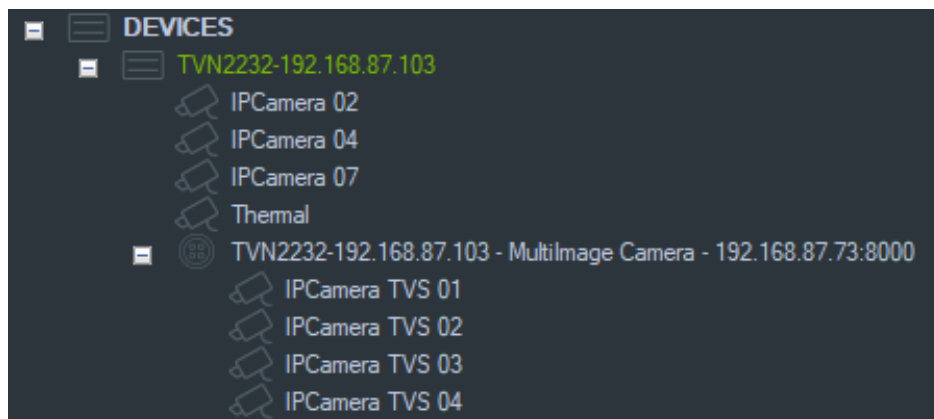 DEVICES
TVN2232-192.168.87.103
IPCamera 02
IPCamera 04
IPCamera 07
Thermal
TVN2232-192.168.87.103 - MultiImage Camera - 192.168.87.73:8000
IPCamera TVS 01
IPCamera TVS 02
IPCamera TVS 03
IPCamera TVS 04